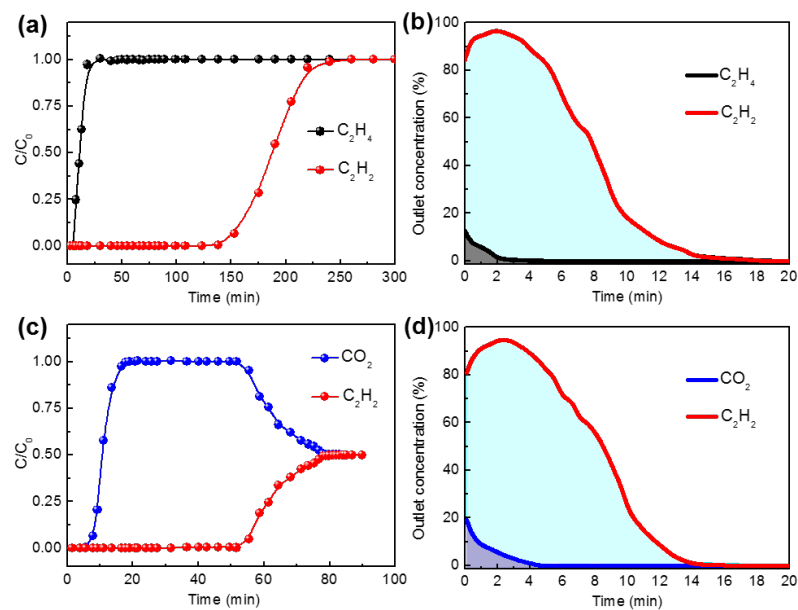 (a)
1.00
0.75
0.50
0.25
0.00
C/C₀
C₂H₄
C₂H₂
0 50 100 150 200 250 300
Time (min)
(b)
100
80
60
40
20
0
Outlet concentration (%)
C₂H₄
C₂H₂
0 2 4 6 8 10 12 14 16 18 20
Time (min)
(c)
1.00
0.75
0.50
0.25
0.00
C/C₀
CO₂
C₂H₂
0 20 40 60 80 100
Time (min)
(d)
100
80
60
40
20
0
Outlet concentration (%)
CO₂
C₂H₂
0 2 4 6 8 10 12 14 16 18 20
Time (min)